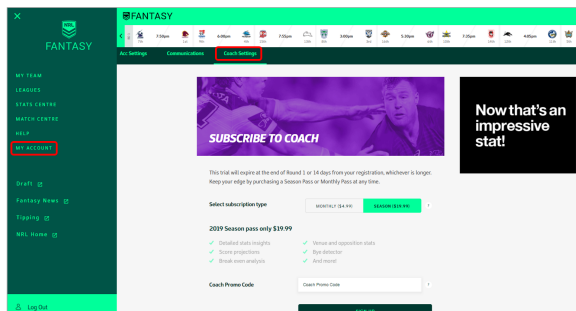 NRL
FANTASY
MY TEAM
LEAGUES
STATS CENTRE
MATCH CENTRE
HELP
MY ACCOUNT
Draft
Fantasy News
Tipping
NRL Home
Log Out
FANTASY
7:50pm
6:00pm
7:55pm
3:00pm
5:30pm
7:35pm
4:05pm
Acc Settings
Communications
Coach Settings
SUBSCRIBE TO COACH
Now that's an
impressive
stat!
This trial will expire at the end of Round 1 or 14 days from your registration, whichever is longer.
Keep your edge by purchasing a Season Pass or Monthly Pass at any time.
Select subscription type
MONTHLY ($4.99)
SEASON ($19.99)
2019 Season pass only $19.99
Detailed stats insights
Venue and opposition stats
Score projections
Bye detector
Break even analysis
And more!
Coach Promo Code
Coach Promo Code